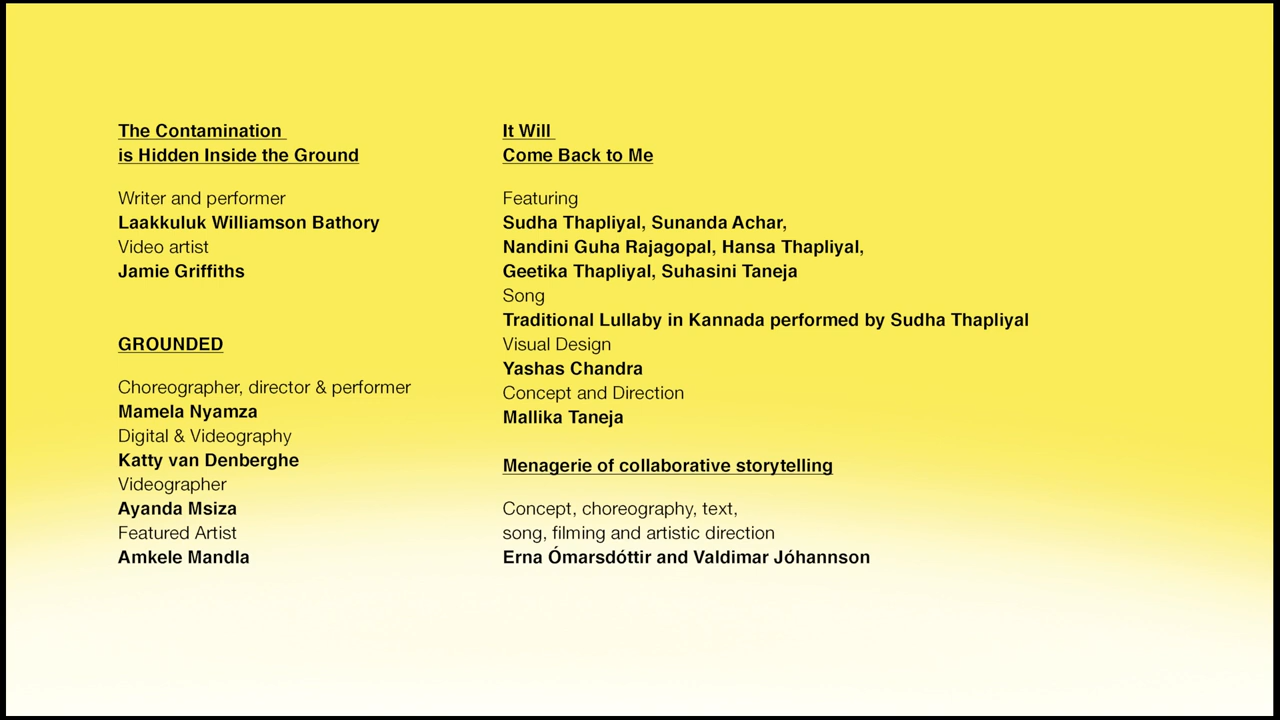 The Contamination
is Hidden Inside the Ground
Writer and performer
Laakkuluk Williamson Bathory
Video artist
Jamie Griffiths
GROUNDED
Choreographer, director & performer
Mamela Nyamza
Digital & Videography
Katty van Denberghe
Videographer
Ayanda Msiza
Featured Artist
Amkele Mandla
It Will
Come Back to Me
Featuring
Sudha Thapliyal, Sunanda Achar,
Nandini Guha Rajagopal, Hansa Thapliyal,
Geetika Thapliyal, Suhasini Taneja
Song
Traditional Lullaby in Kannada performed by Sudha Thapliyal
Visual Design
Yashas Chandra
Concept and Direction
Mallika Taneja
Menagerie of collaborative storytelling
Concept, choreography, text,
song, filming and artistic direction
Erna Ómarsdóttir and Valdimar Jóhannson